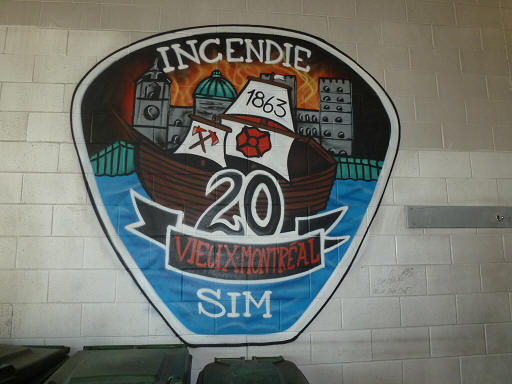 INCENDIE
1863
20
VIEUX-MONTRÉAL
SIM